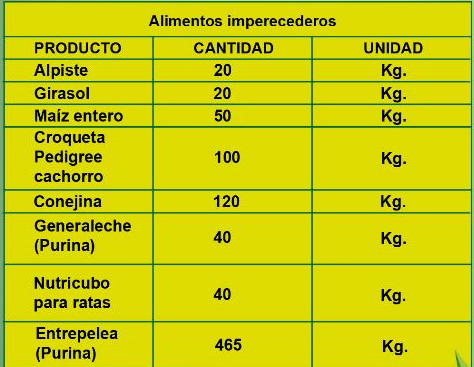 Alimentos imperecederos
PRODUCTO CANTIDAD UNIDAD
Alpiste 20 Kg.
Girasol 20 Kg.
Maíz entero 50 Kg.
Croqueta
Pedigree 100 Kg.
cachorro
Conejina 120 Kg.
Generaleche 40 Kg.
(Purina)
Nutricubo 40 Kg.
para ratas
Entrepelea 465 Kg.
(Purina)